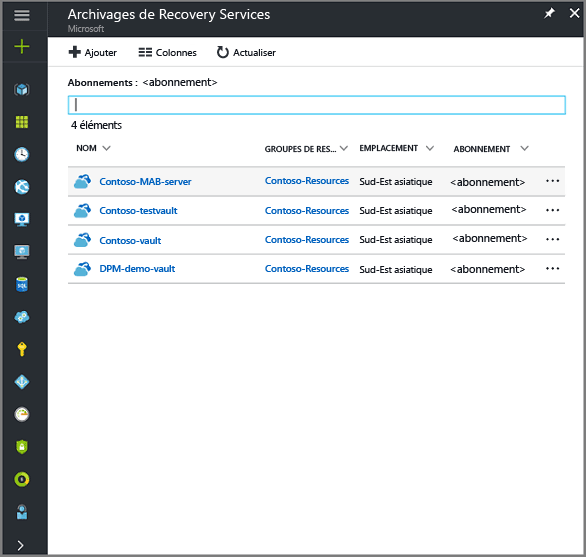 Archivages de Recovery Services
Microsoft
Ajouter Colonnes Actualiser
Abonnements : <abonnement>
4 éléments
NOM GROUPES DE RES... EMPLACEMENT ABONNEMENT
Contoso-MAB-server Contoso-Resources Sud-Est asiatique <abonnement> ...
Contoso-testvault Contoso-Resources Sud-Est asiatique <abonnement> ...
Contoso-vault Contoso-Resources Sud-Est asiatique <abonnement> ...
DPM-demo-vault Contoso-Resources Sud-Est asiatique <abonnement> ...
SQL